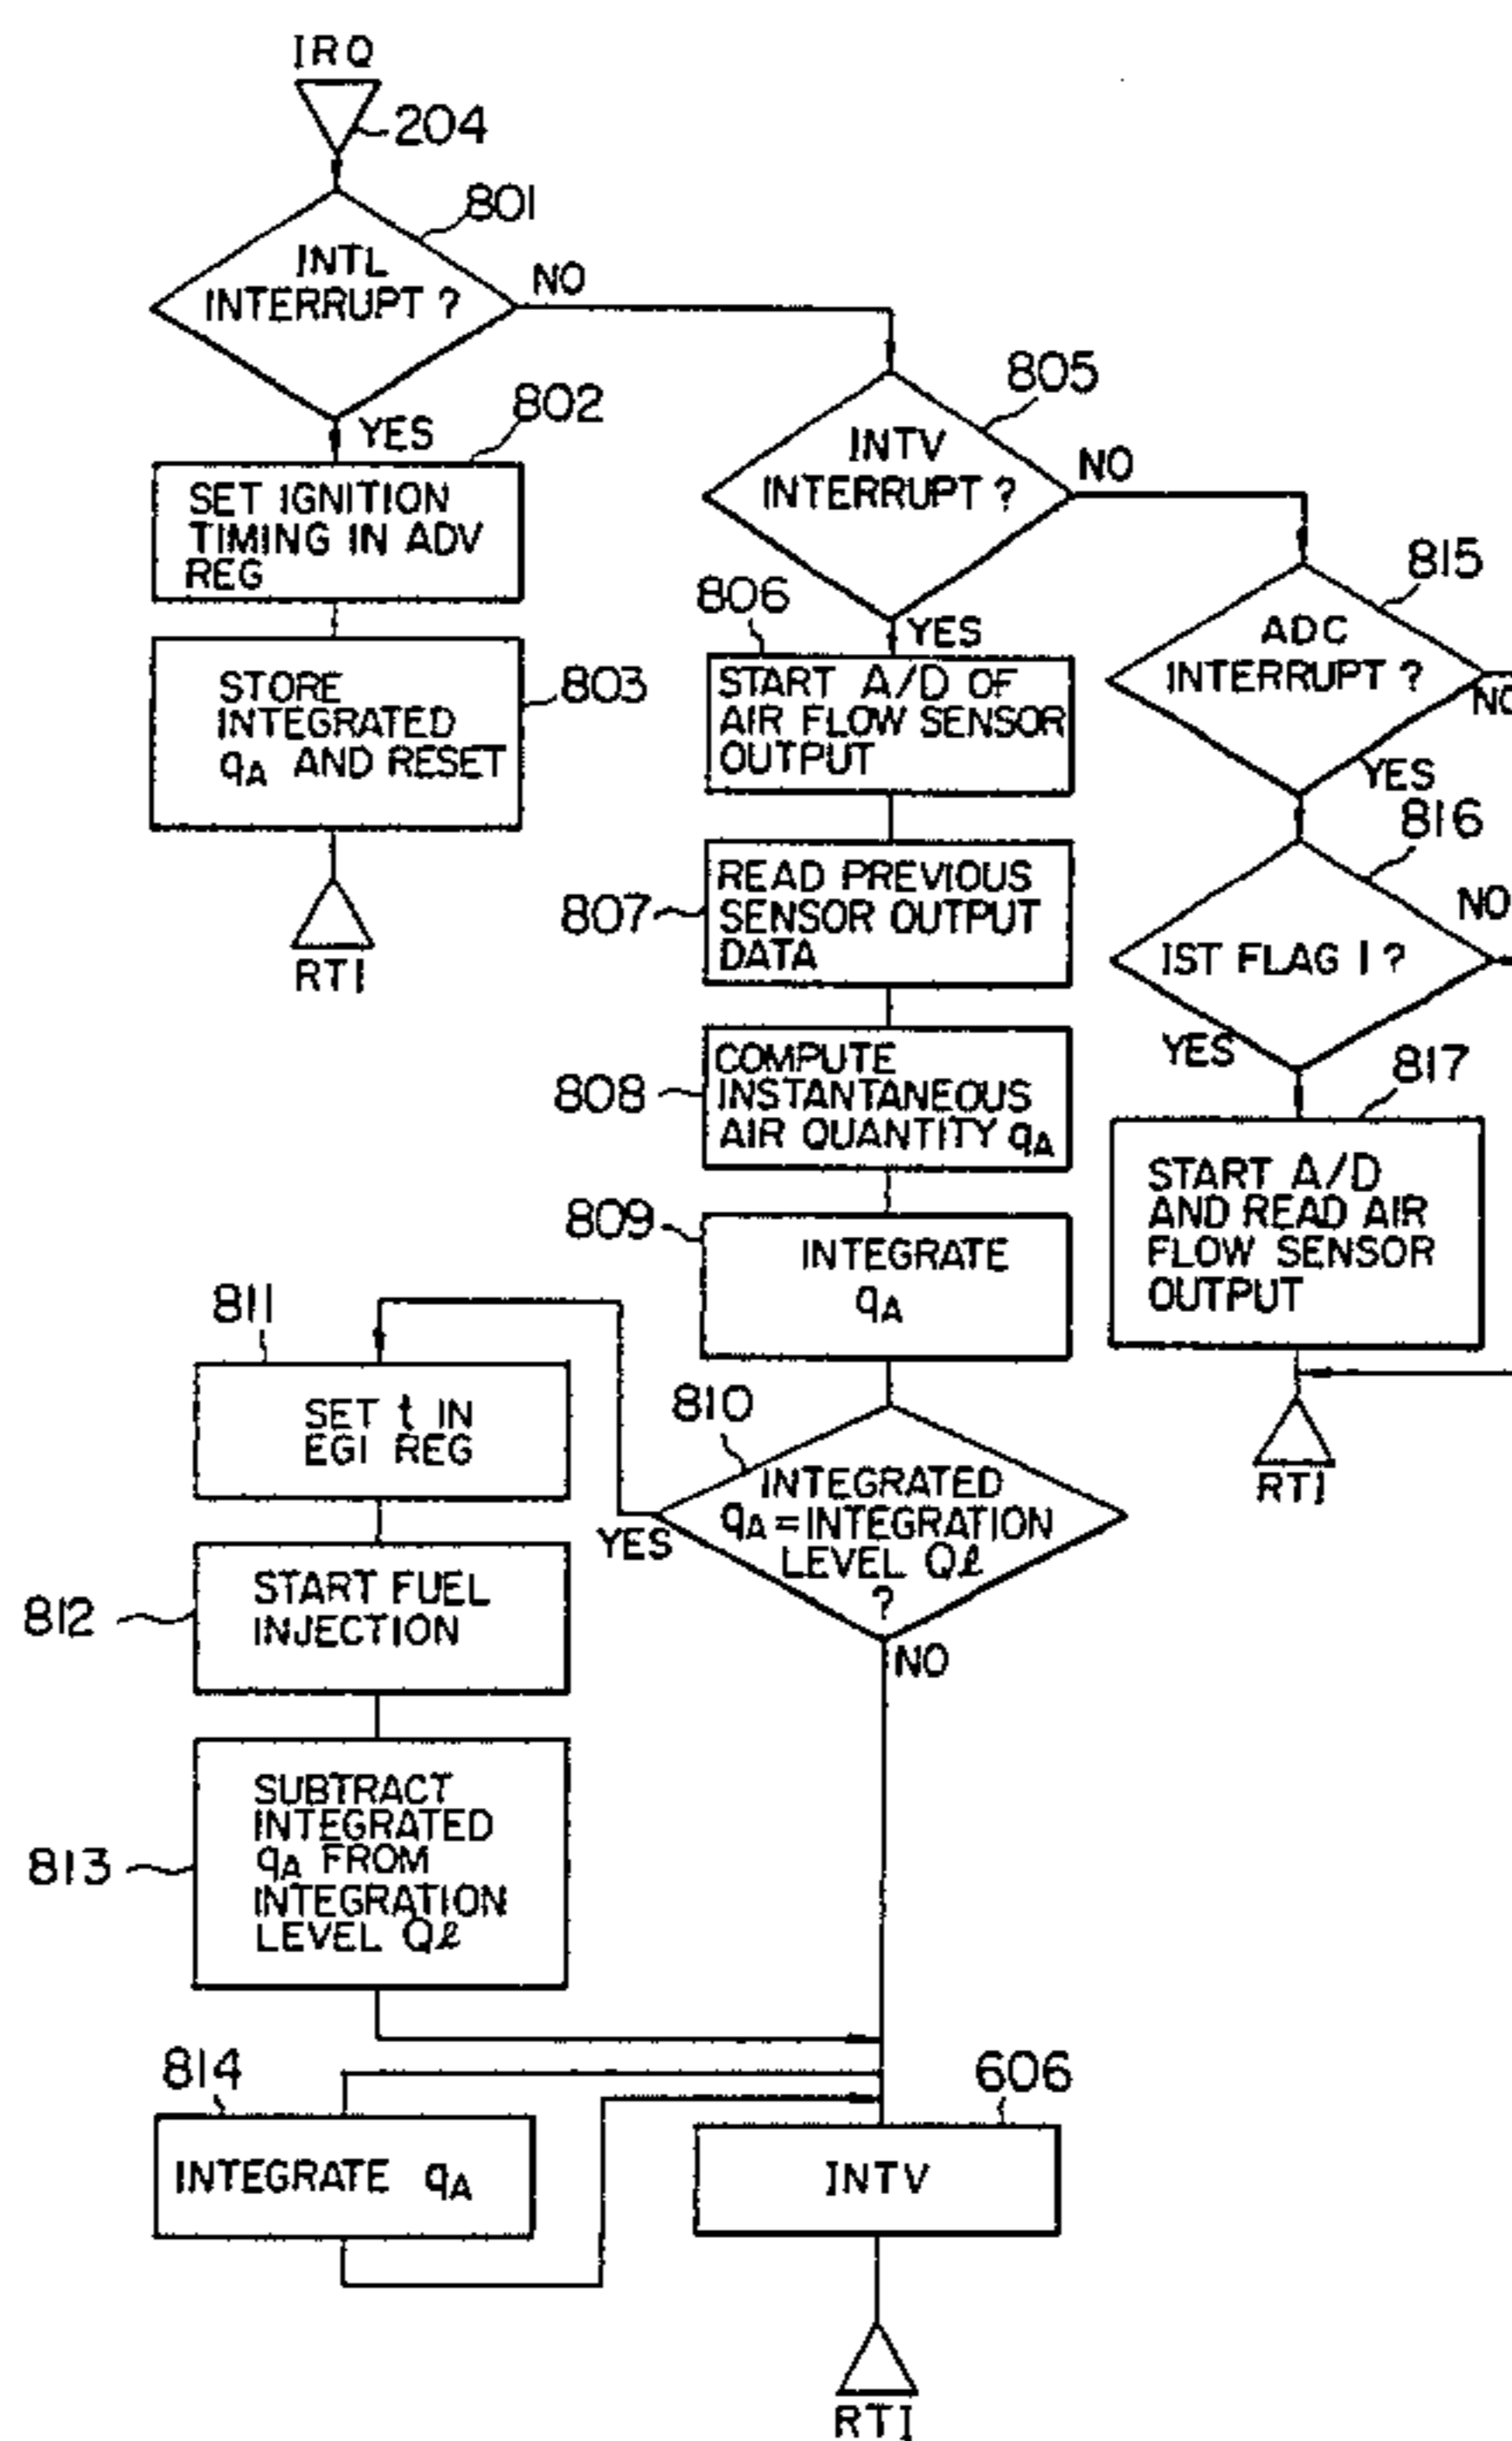 IRQ
204
801
INTL
INTERRUPT ?
NO
YES
802
SET IGNITION
TIMING IN ADV
REG
STORE
INTEGRATED
qA AND RESET
803
RTI
805
INTV
INTERRUPT ?
NO
YES
806
START A/D OF
AIR FLOW SENSOR
OUTPUT
807
READ PREVIOUS
SENSOR OUTPUT
DATA
808
COMPUTE
INSTANTANEOUS
AIR QUANTITY qA
809
INTEGRATE
qA
810
INTEGRATED
qA = INTEGRATION
LEVEL Qℓ
?
YES
NO
811
SET t IN
EGI REG
812
START FUEL
INJECTION
813
SUBTRACT
INTEGRATED
qA FROM
INTEGRATION
LEVEL Qℓ
814
INTEGRATE qA
606
INTV
RTI
815
ADC
INTERRUPT ?
NO
YES
816
IST FLAG 1 ?
NO
YES
817
START A/D
AND READ AIR
FLOW SENSOR
OUTPUT
RTI